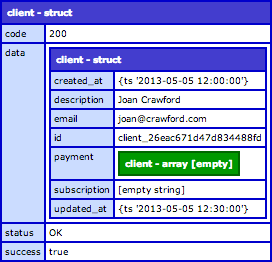 client - struct
code 200
data
client - struct
created_at {ts '2013-05-05 12:00:00'}
description Joan Crawford
email joan@crawford.com
id client_26eac671d47d834488fd
payment client - array [empty]
subscription [empty string]
updated_at {ts '2013-05-05 12:30:00'}
status OK
success true